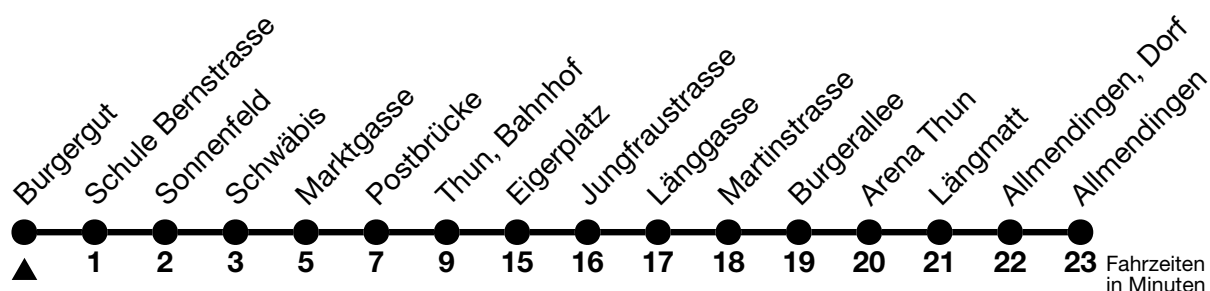 Burgergut
Schule Bernstrasse
Sonnenfeld
Schwäbis
Marktgasse
Postbrücke
Thun, Bahnhof
Eigerplatz
Jungfraustrasse
Länggasse
Martinstrasse
Burgerallee
Arena Thun
Längmatt
Allmendingen, Dorf
Allmendingen
1 2 3 5 7 9 15 16 17 18 19 20 21 22 23 Fahrzeiten
in Minuten